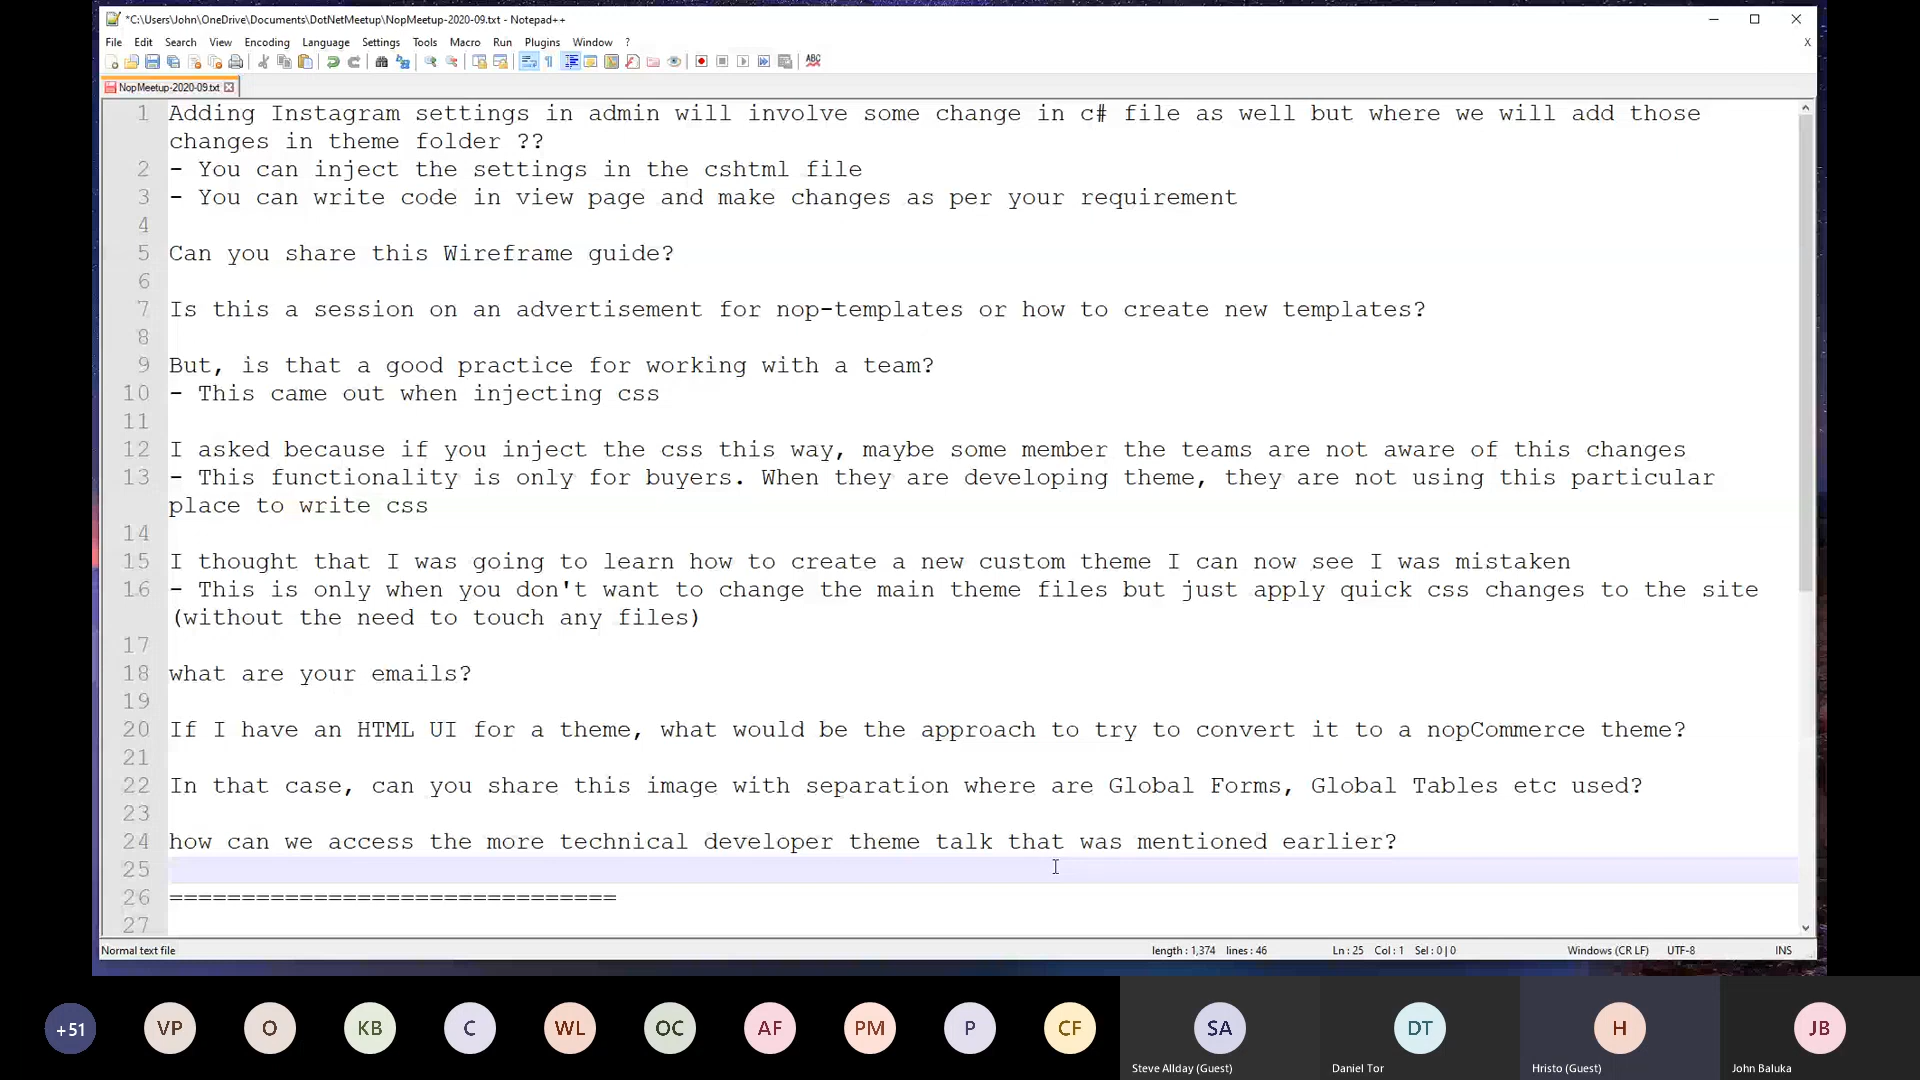 *C:\Users\John\OneDrive\Documents\DotNetMeetup\NopMeetup-2020-09.txt - Notepad++
File Edit Search View Encoding Language Settings Tools Macro Run Plugins Window ? X
NopMeetup-2020-09.txt
1 Adding Instagram settings in admin will involve some change in c# file as well but where we will add those
changes in theme folder ??
2 - You can inject the settings in the cshtml file
3 - You can write code in view page and make changes as per your requirement
4
5 Can you share this Wireframe guide?
6
7 Is this a session on an advertisement for nop-templates or how to create new templates?
8
9 But, is that a good practice for working with a team?
10 - This came out when injecting css
11
12 I asked because if you inject the css this way, maybe some member the teams are not aware of this changes
13 - This functionality is only for buyers. When they are developing theme, they are not using this particular
place to write css
14
15 I thought that I was going to learn how to create a new custom theme I can now see I was mistaken
16 - This is only when you don't want to change the main theme files but just apply quick css changes to the site
(without the need to touch any files)
17
18 what are your emails?
19
20 If I have an HTML UI for a theme, what would be the approach to try to convert it to a nopCommerce theme?
21
22 In that case, can you share this image with separation where are Global Forms, Global Tables etc used?
23
24 how can we access the more technical developer theme talk that was mentioned earlier?
25
26 ===============================
27
Normal text file length : 1,374 lines : 46 Ln : 25 Col : 1 Sel : 0 | 0 Windows (CR LF) UTF-8 INS
+51 VP O KB C WL OC AF PM P CF SA DT H JB
Steve Allday (Guest) Daniel Tor Hristo (Guest) John Baluka